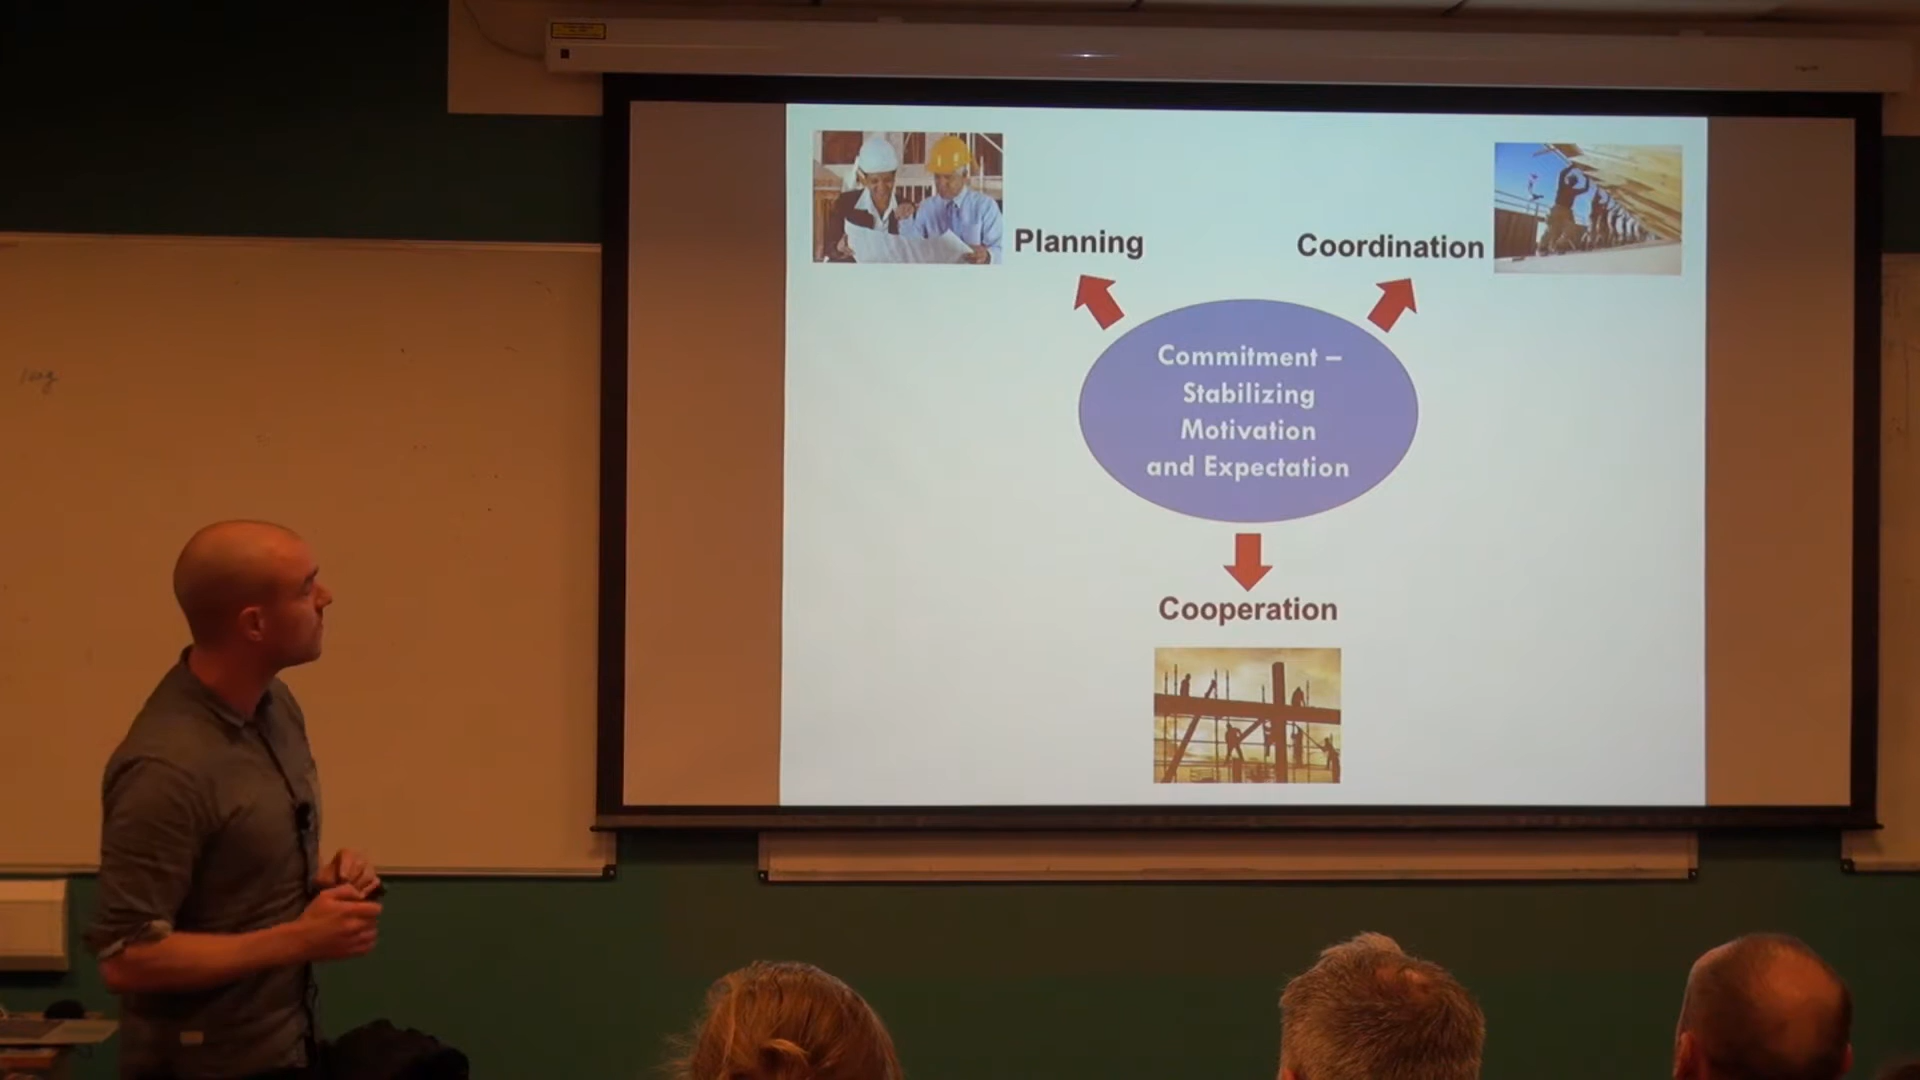 Planning
Coordination
Commitment –
Stabilizing
Motivation
and Expectation
Cooperation